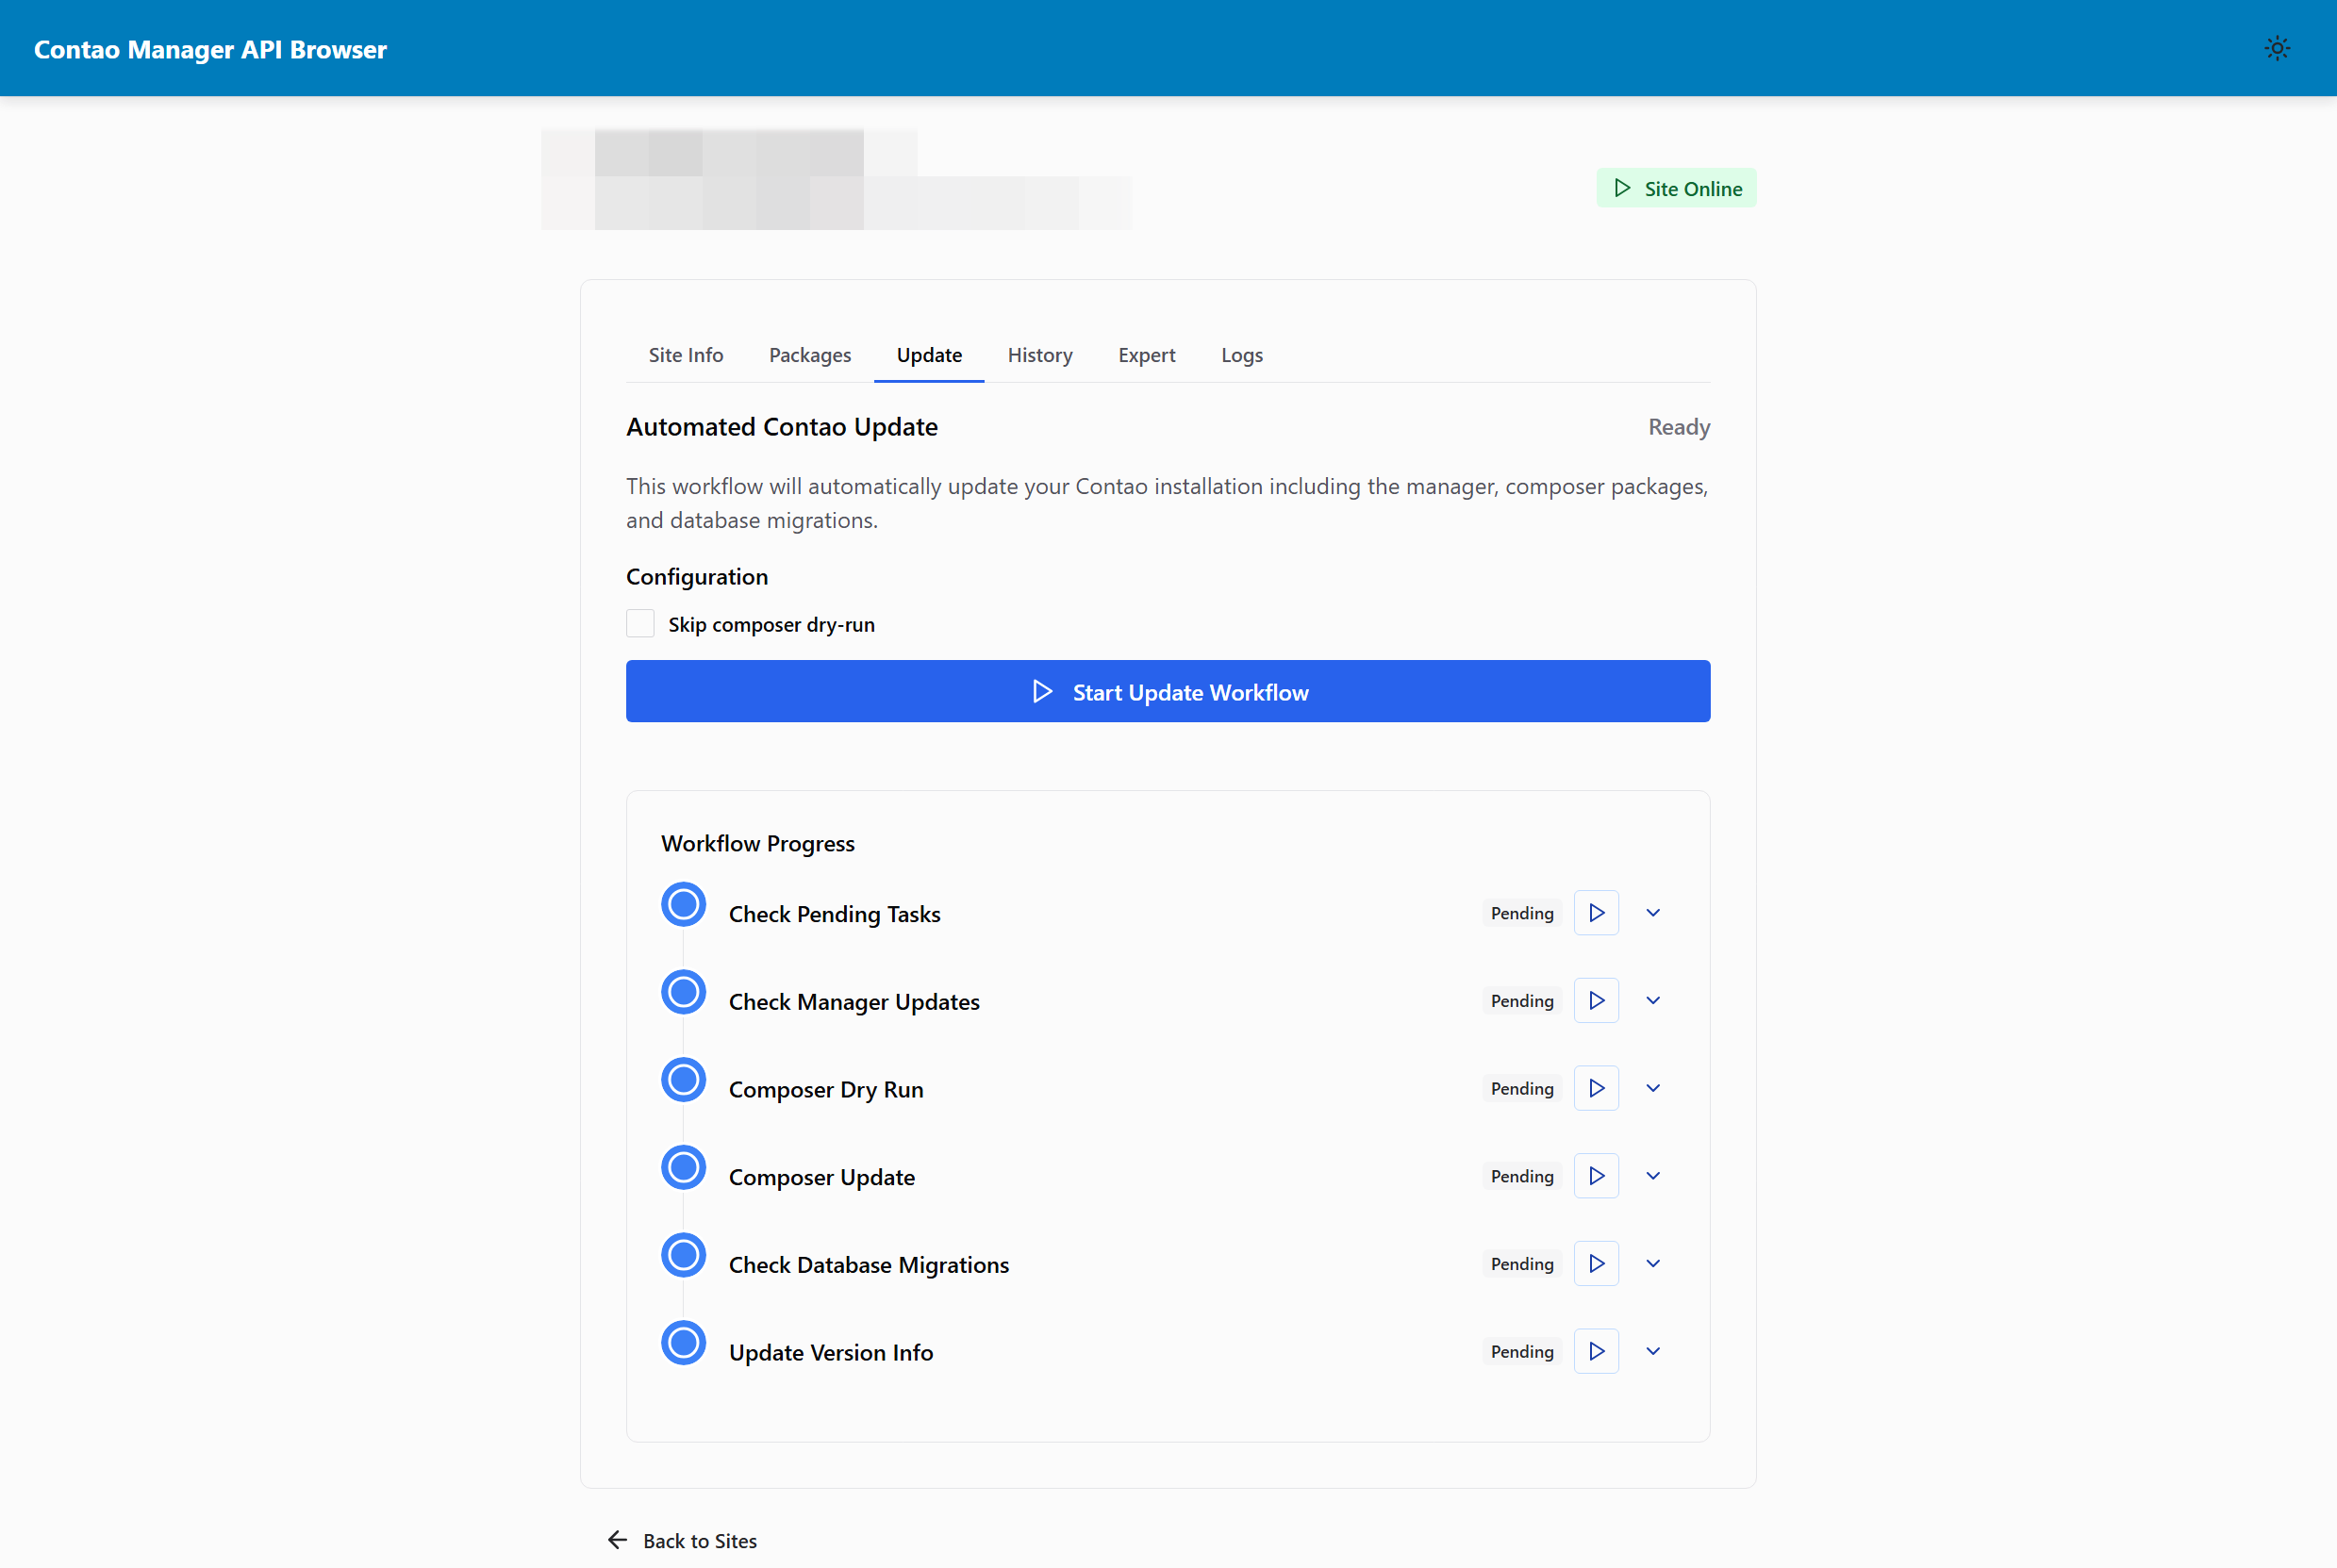 Contao Manager API Browser
Site Online
Site Info Packages Update History Expert Logs
Automated Contao Update Ready
This workflow will automatically update your Contao installation including the manager, composer packages,
and database migrations.
Configuration
Skip composer dry-run
Start Update Workflow
Workflow Progress
Check Pending Tasks Pending
Check Manager Updates Pending
Composer Dry Run Pending
Composer Update Pending
Check Database Migrations Pending
Update Version Info Pending
Back to Sites